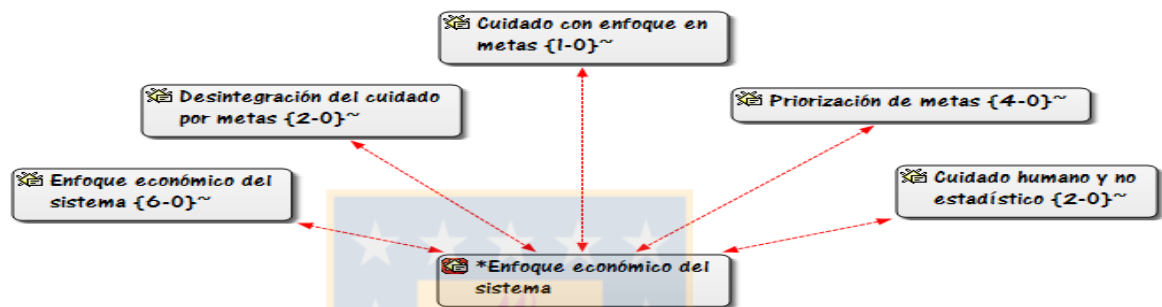 Cuidado con enfoque en
metas {1-0}~
Desintegración del cuidado
por metas {2-0}~
Priorización de metas {4-0}~
Enfoque económico del
sistema {6-0}~
Cuidado humano y no
estadístico {2-0}~
*Enfoque económico del
sistema